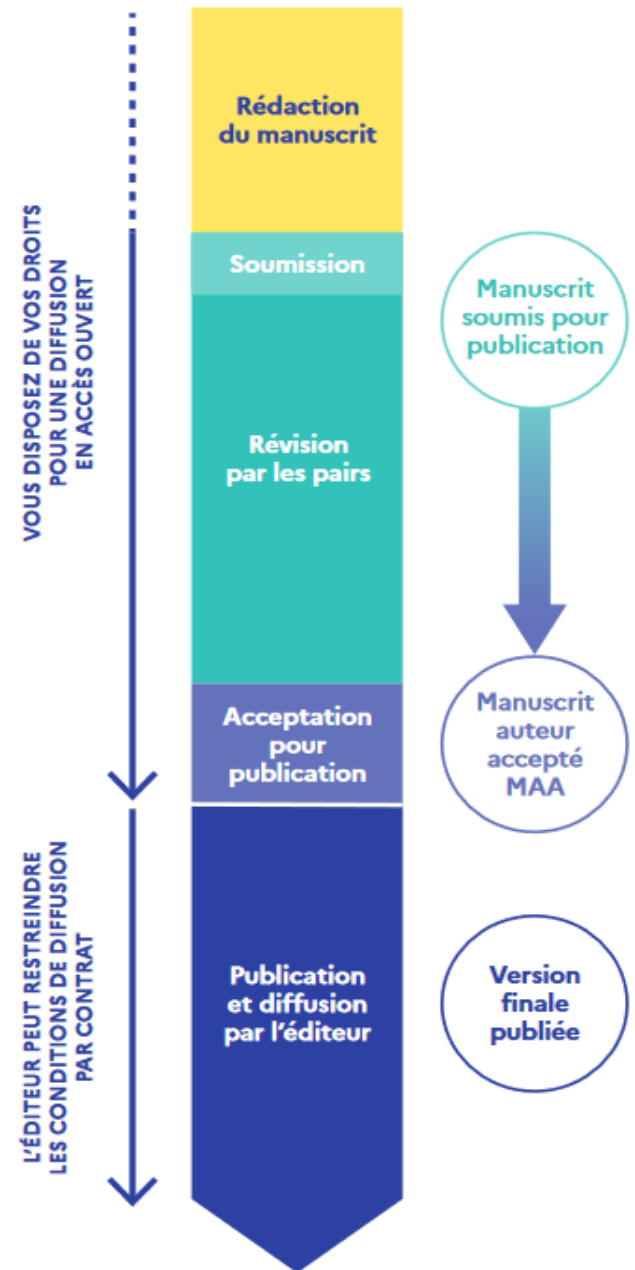 Rédaction
du manuscrit
VOUS DISPOSEZ DE VOS DROITS
POUR UNE DIFFUSION
EN ACCÈS OUVERT
Soumission
Manuscrit
soumis pour
publication
Révision
par les pairs
Acceptation
pour
publication
Manuscrit
auteur
accepté
MAA
L'ÉDITEUR PEUT RESTREINDRE
LES CONDITIONS DE DIFFUSION
PAR CONTRAT
Publication
et diffusion
par l'éditeur
Version
finale
publiée